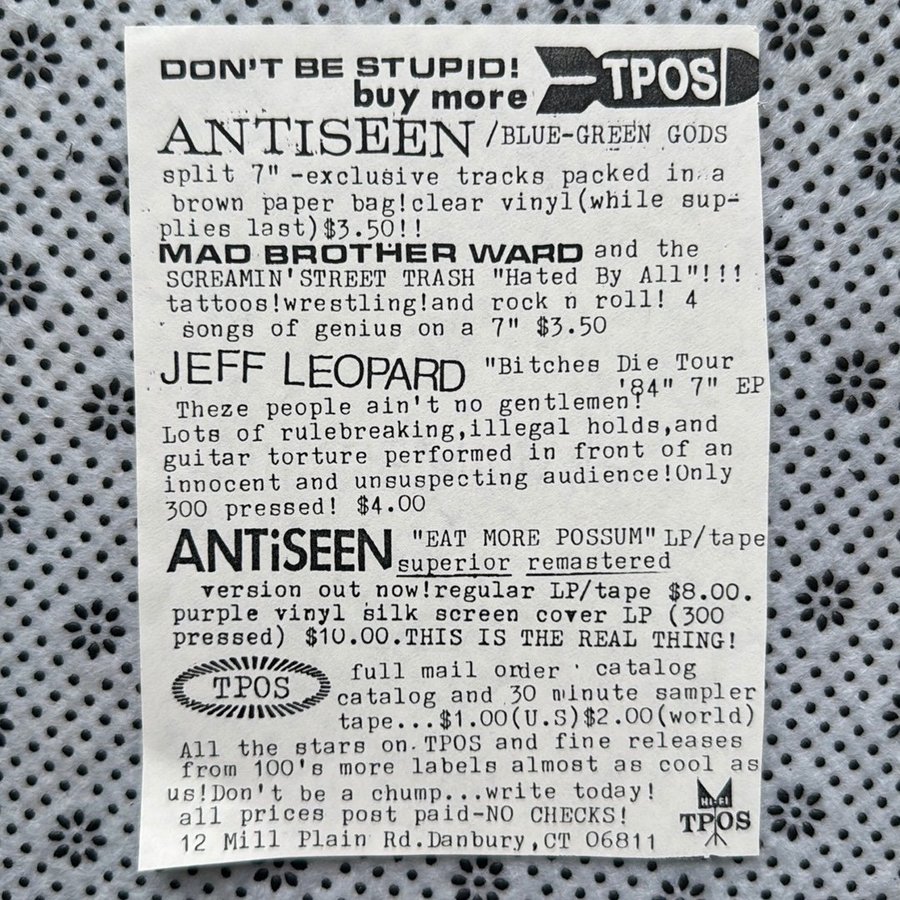 DON'T BE STUPID!
buy more TPOS
ANTISEEN/BLUE-GREEN GODS
split 7" -exclusive tracks packed in a
brown paper bag!clear vinyl(while sup-
plies last)$3.50!!
MAD BROTHER WARD and the
SCREAMIN'STREET TRASH "Hated By All"!!!
tattoos!wrestling!and rock n roll! 4
songs of genius on a 7" $3.50
JEFF LEOPARD "Bitches Die Tour
'84" 7" EP
Theze people ain't no gentlemen!
Lots of rulebreaking,illegal holds,and
guitar torture performed in front of an
innocent and unsuspecting audience!Only
300 pressed! $4.00
ANTiSEEN "EAT MORE POSSUM" LP/tape
superior remastered
version out now!regular LP/tape $8.00.
purple vinyl silk screen cover LP (300
pressed) $10.00.THIS IS THE REAL THING!
TPOS
full mail order catalog
catalog and 30 minute sampler
tape...$1.00(U.S)$2.00(world)
All the stars on TPOS and fine releases
from 100's more labels almost as cool as
us!Don't be a chump...write today!
all prices post paid-NO CHECKS!
12 Mill Plain Rd.Danbury,CT 06811
HI-FI
TPOS